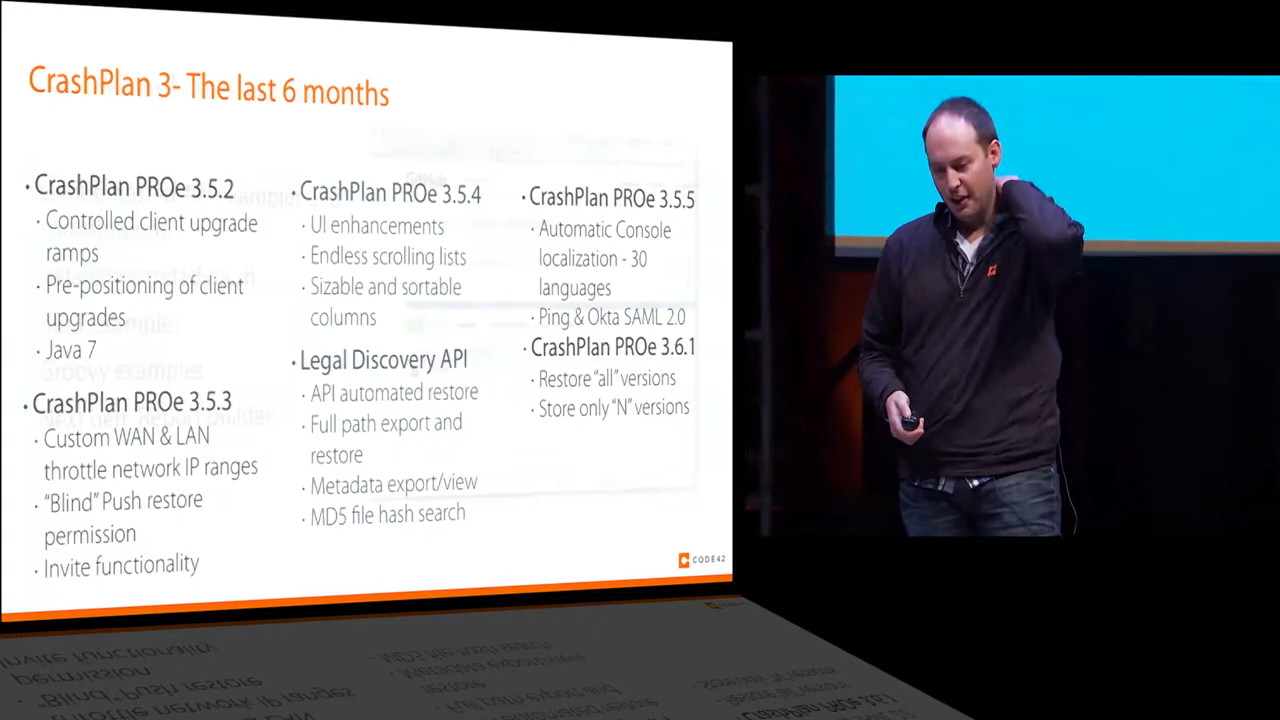 CrashPlan 3- The last 6 months
· CrashPlan PROe 3.5.2
· Controlled client upgrade
ramps
· Pre-positioning of client
upgrades
· Java 7
· CrashPlan PROe 3.5.3
· Custom WAN & LAN
throttle network IP ranges
· “Blind” Push restore
permission
· Invite functionality
· CrashPlan PROe 3.5.4
· UI enhancements
· Endless scrolling lists
· Sizable and sortable
columns
· Legal Discovery API
· API automated restore
· Full path export and
restore
· Metadata export/view
· MD5 file hash search
· CrashPlan PROe 3.5.5
· Automatic Console
localization - 30
languages
· Ping & Okta SAML 2.0
· CrashPlan PROe 3.6.1
· Restore “all” versions
· Store only “N” versions
CODE42